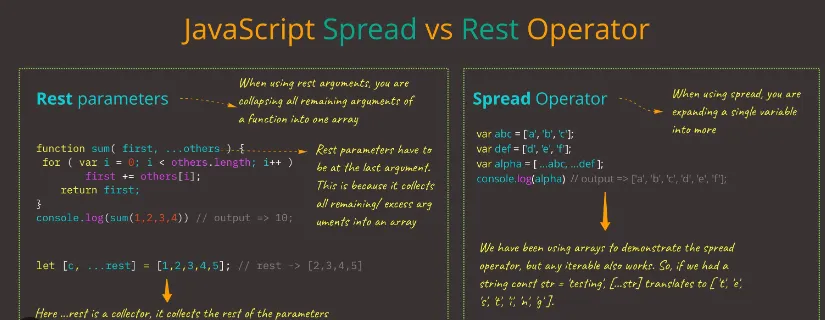 JavaScript Spread vs Rest Operator
Rest parameters
When using rest arguments, you are
collapsing all remaining arguments of
a function into one array
function sum( first, ...others ) {
for ( var i = 0; i < others.length; i++ )
first += others[i];
return first;
}
console.log(sum(1,2,3,4)) // output => 10;
Rest parameters have to
be at the last argument.
This is because it collects
all remaining/ excess arg
uments into an array
let [c, ...rest] = [1,2,3,4,5]; // rest -> [2,3,4,5]
Here ...rest is a collector, it collects the rest of the parameters
Spread Operator
When using spread, you are
expanding a single variable
into more
var abc = ['a', 'b', 'c'];
var def = ['d', 'e', 'f'];
var alpha = [ ...abc, ...def ];
console.log(alpha) // output => ['a', 'b', 'c', 'd', 'e', 'f'];
We have been using arrays to demonstrate the spread
operator, but any iterable also works. So, if we had a
string const str = 'testing', [...str] translates to [ 't', 'e',
's', 't', 'i', 'n', 'g' ].